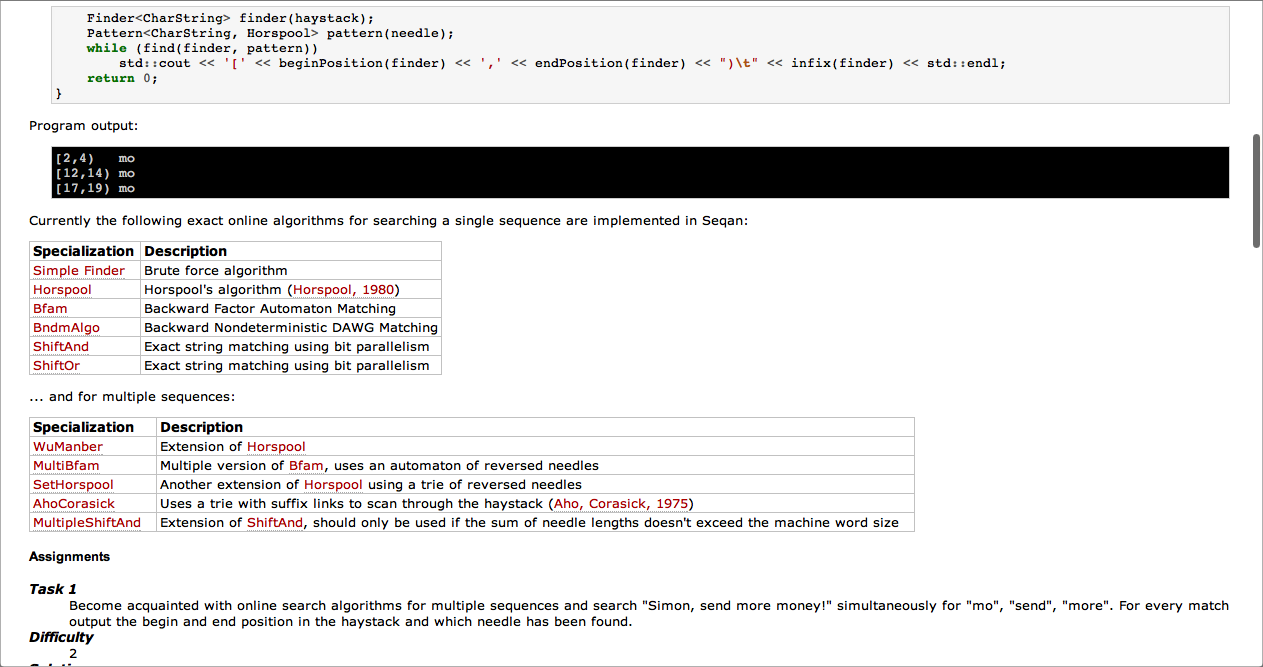 Finder<CharString> finder(haystack);
Pattern<CharString, Horspool> pattern(needle);
while (find(finder, pattern))
std::cout << '[' << beginPosition(finder) << ',' << endPosition(finder) << ")\t" << infix(finder) << std::endl;
return 0;
}
Program output:
[2,4) mo
[12,14) mo
[17,19) mo
Currently the following exact online algorithms for searching a single sequence are implemented in Seqan:
Specialization Description
Simple Finder Brute force algorithm
Horspool Horspool's algorithm (Horspool, 1980)
Bfam Backward Factor Automaton Matching
BndmAlgo Backward Nondeterministic DAWG Matching
ShiftAnd Exact string matching using bit parallelism
ShiftOr Exact string matching using bit parallelism
... and for multiple sequences:
Specialization Description
WuManber Extension of Horspool
MultiBfam Multiple version of Bfam, uses an automaton of reversed needles
SetHorspool Another extension of Horspool using a trie of reversed needles
AhoCorasick Uses a trie with suffix links to scan through the haystack (Aho, Corasick, 1975)
MultipleShiftAnd Extension of ShiftAnd, should only be used if the sum of needle lengths doesn't exceed the machine word size
Assignments
Task 1
Become acquainted with online search algorithms for multiple sequences and search "Simon, send more money!" simultaneously for "mo", "send", "more". For every match
output the begin and end position in the haystack and which needle has been found.
Difficulty
2